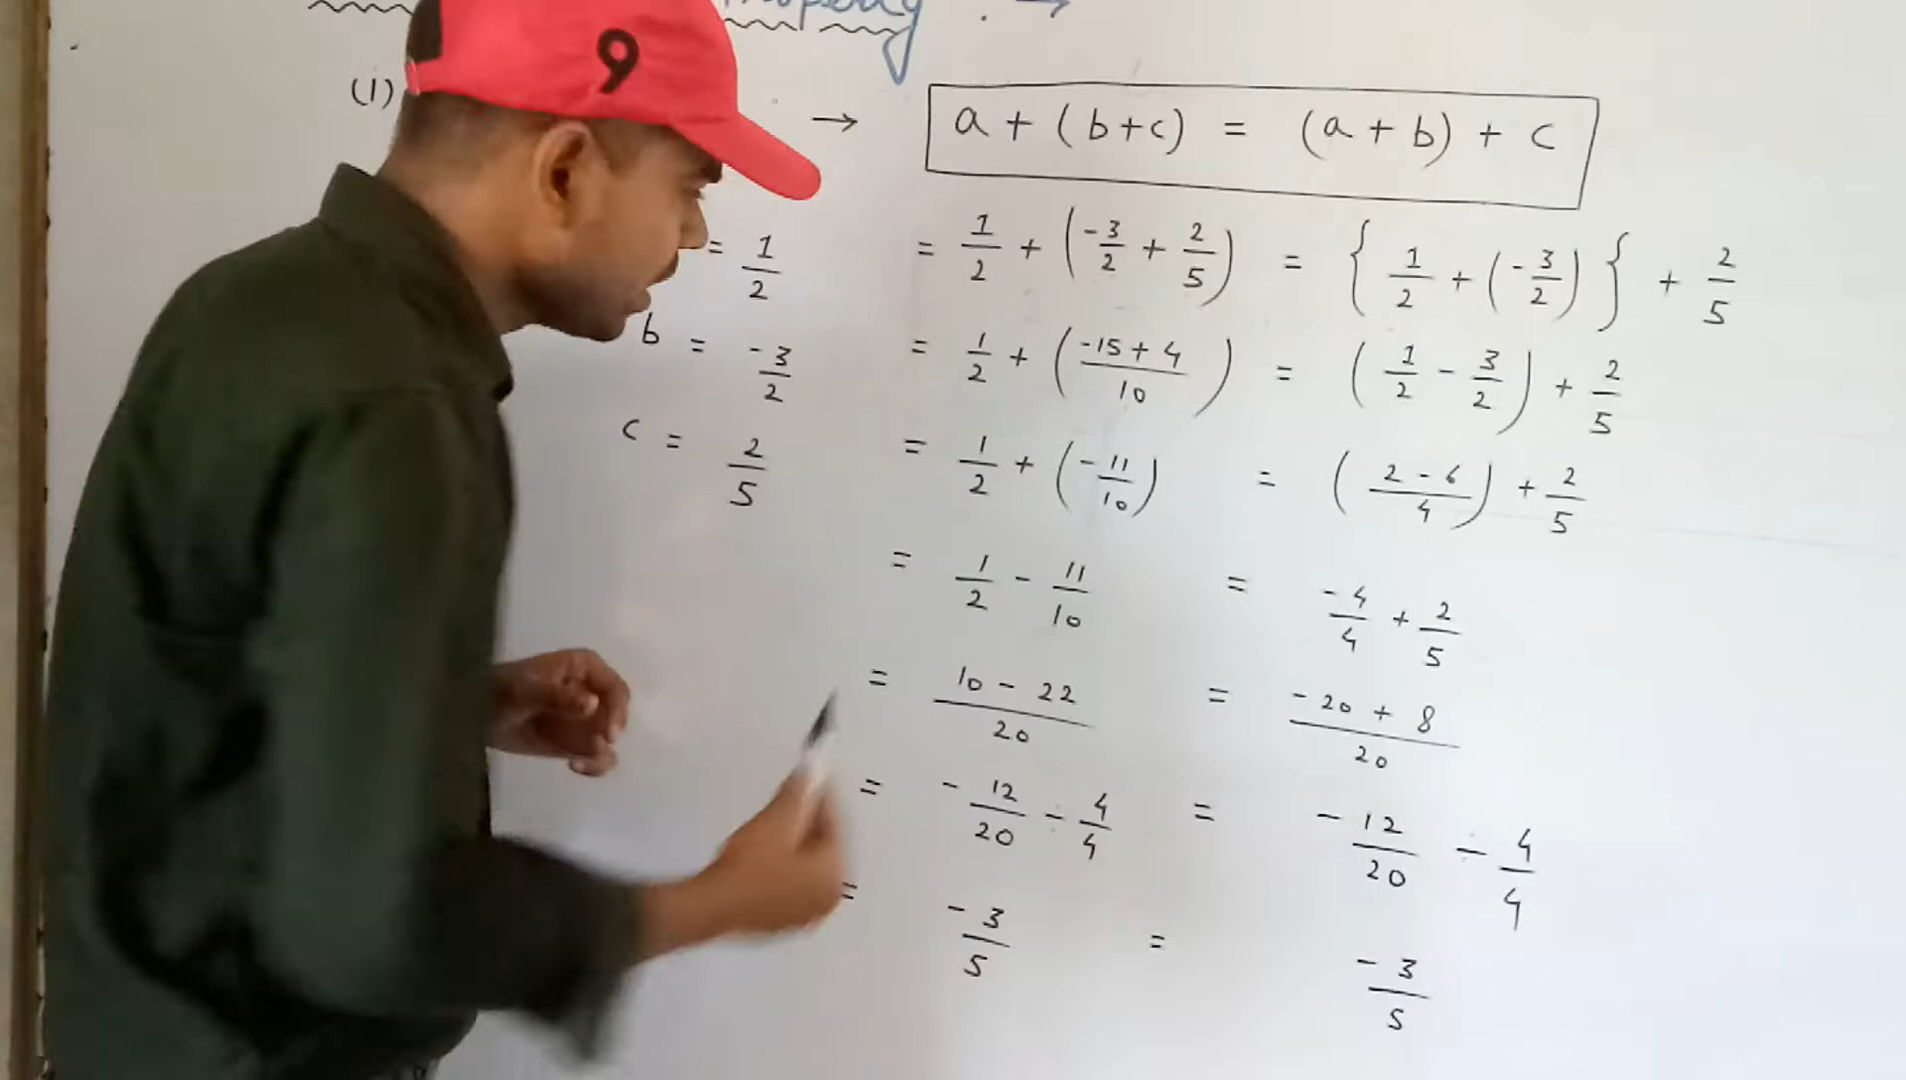 9
(1) → a + (b+c) = (a + b) + c
= 1/2
= 1/2 + (-3/2 + 2/5) = {1/2 + (-3/2)} + 2/5
b = -3/2
= 1/2 + (-15 + 4/10) = (1/2 - 3/2) + 2/5
c = 2/5
= 1/2 + (-11/10) = (2 - 6/4) + 2/5
= 1/2 - 11/10 = -4/4 + 2/5
= 10 - 22/20 = -20 + 8/20
= -12/20 ÷ 4/4 = -12/20 ÷ 4/4
= -3/5 = -3/5